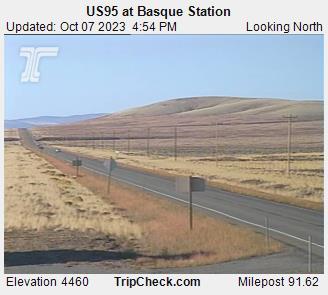 US95 at Basque Station
Updated: Oct 07 2023 4:54 PM Looking North
Elevation 4460 TripCheck.com Milepost 91.62